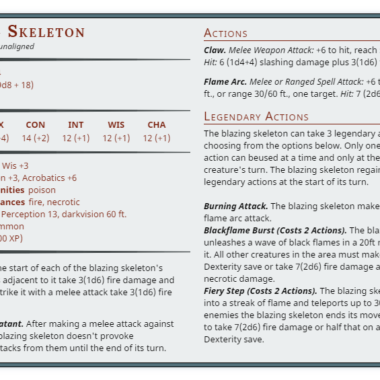 Skeleton
unaligned
9d8 + 18)
X CON INT WIS CHA
-4) 14 (+2) 12 (+1) 12 (+1) 12 (+1)
Wis +3
n +3, Acrobatics +6
nities poison
ances fire, necrotic
Perception 13, darkvision 60 ft.
mmon
00 XP)
he start of each of the blazing skeleton's
adjacent to it take 3(1d6) fire damage and
trike it with a melee attack take 3(1d6) fire
atant. After making a melee attack against
blazing skeleton doesn't provoke
tacks from them until the end of its turn.
Actions
Claw. Melee Weapon Attack: +6 to hit, reach
Hit: 6 (1d4+4) slashing damage plus 3(1d6)
Flame Arc. Melee or Ranged Spell Attack: +6 t
ft., or range 30/60 ft., one target. Hit: 7 (2d6
Legendary Actions
The blazing skeleton can take 3 legendary a
choosing from the options below. Only one
action can beused at a time and only at the
creature's turn. The blazing skeleton regai
legendary actions at the start of its turn.
Burning Attack. The blazing skeleton make
flame arc attack.
Blackflame Burst (Costs 2 Actions). The bla
unleashes a wave of black flames in a 20ft r
it. All other creatures in the area must mak
Dexterity save or take 7(2d6) fire damage a
necrotic damage.
Fiery Step (Costs 2 Actions). The blazing ske
into a streak of flame and teleports up to 3
enemies the blazing skeleton ends its move
to take 7(2d6) fire damage or half that on a
Dexterity save.